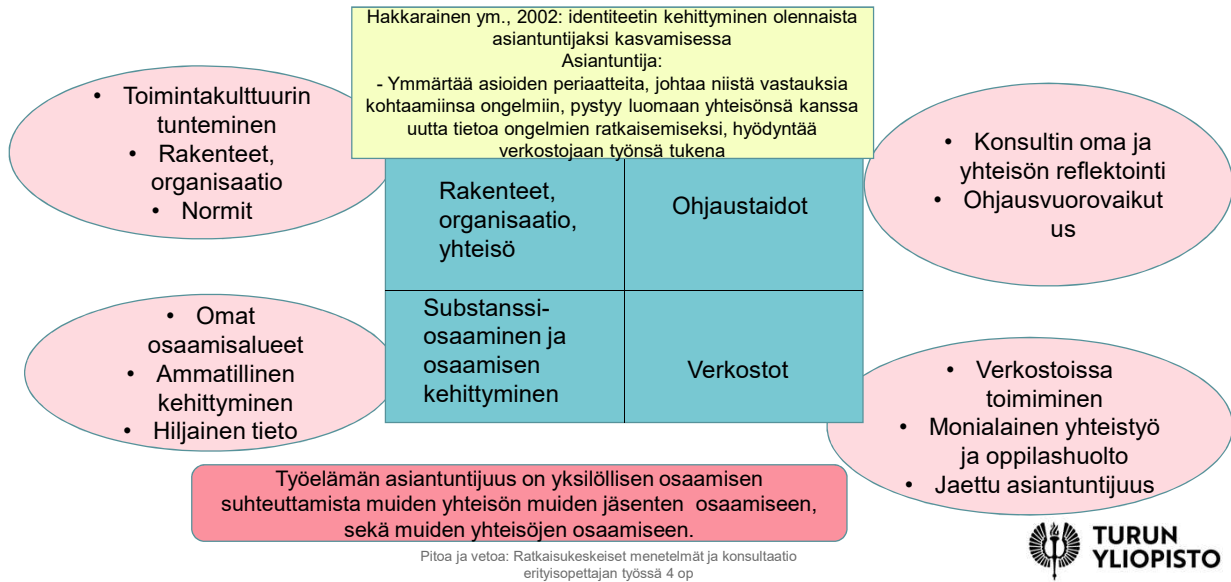 Hakkarainen ym., 2002: identiteetin kehittyminen olennaista
asiantuntijaksi kasvamisessa
Asiantuntija:
- Ymmärtää asioiden periaatteita, johtaa niistä vastauksia
kohtaamiinsa ongelmiin, pystyy luomaan yhteisönsä kanssa
uutta tietoa ongelmien ratkaisemiseksi, hyödyntää
verkostojaan työnsä tukena
• Toimintakulttuurin
tunteminen
• Rakenteet,
organisaatio
• Normit
Rakenteet,
organisaatio,
yhteisö
Ohjaustaidot
• Konsultin oma ja
yhteisön reflektointi
• Ohjausvuorovaikut
us
• Omat
osaamisalueet
• Ammatillinen
kehittyminen
• Hiljainen tieto
Substanssi-
osaaminen ja
osaamisen
kehittyminen
Verkostot
• Verkostoissa
toimiminen
• Monialainen yhteistyö
ja oppilashuolto
• Jaettu asiantuntijuus
Työelämän asiantuntijuus on yksilöllisen osaamisen
suhteuttamista muiden yhteisön muiden jäsenten osaamiseen,
sekä muiden yhteisöjen osaamiseen.
Pitoa ja vetoa: Ratkaisukeskeiset menetelmät ja konsultaatio
erityisopettajan työssä 4 op
TURUN
YLIOPISTO